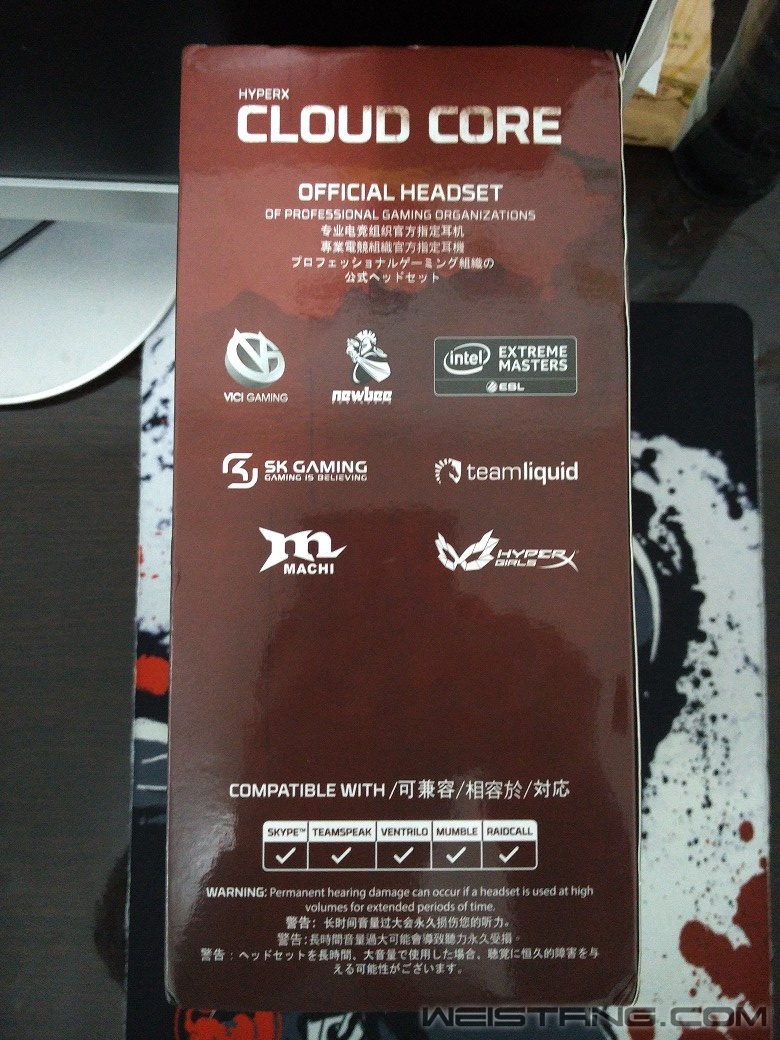 HYPERX
CLOUD CORE
OFFICIAL HEADSET
OF PROFESSIONAL GAMING ORGANIZATIONS
专业电竞组织官方指定耳机
專業電競組織官方指定耳機
プロフェッショナルゲーミング組織の
公式ヘッドセット
VICI GAMING
newbee
intel EXTREME MASTERS
ESL
SK GAMING
GAMING IS BELIEVING
teamliquid
MACHI
HYPERX
GIRLS
COMPATIBLE WITH/可兼容/相容於/対応
SKYPE™ TEAMSPEAK VENTRILO MUMBLE RAIDCALL
WARNING: Permanent hearing damage can occur if a headset is used at high
volumes for extended periods of time.
警告：长时间音量过大会永久损伤您的听力。
警告：長時間音量過大可能會導致聽力永久受損。
警告：ヘッドセットを長時間、大音量で使用した場合、聴覚に恒久的障害を与
える可能性がございます。
WEISTANG.COM